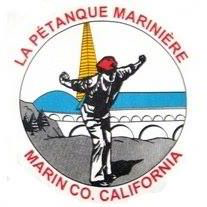 LA PÉTANQUE MARINIÈRE
MARIN CO. CALIFORNIA